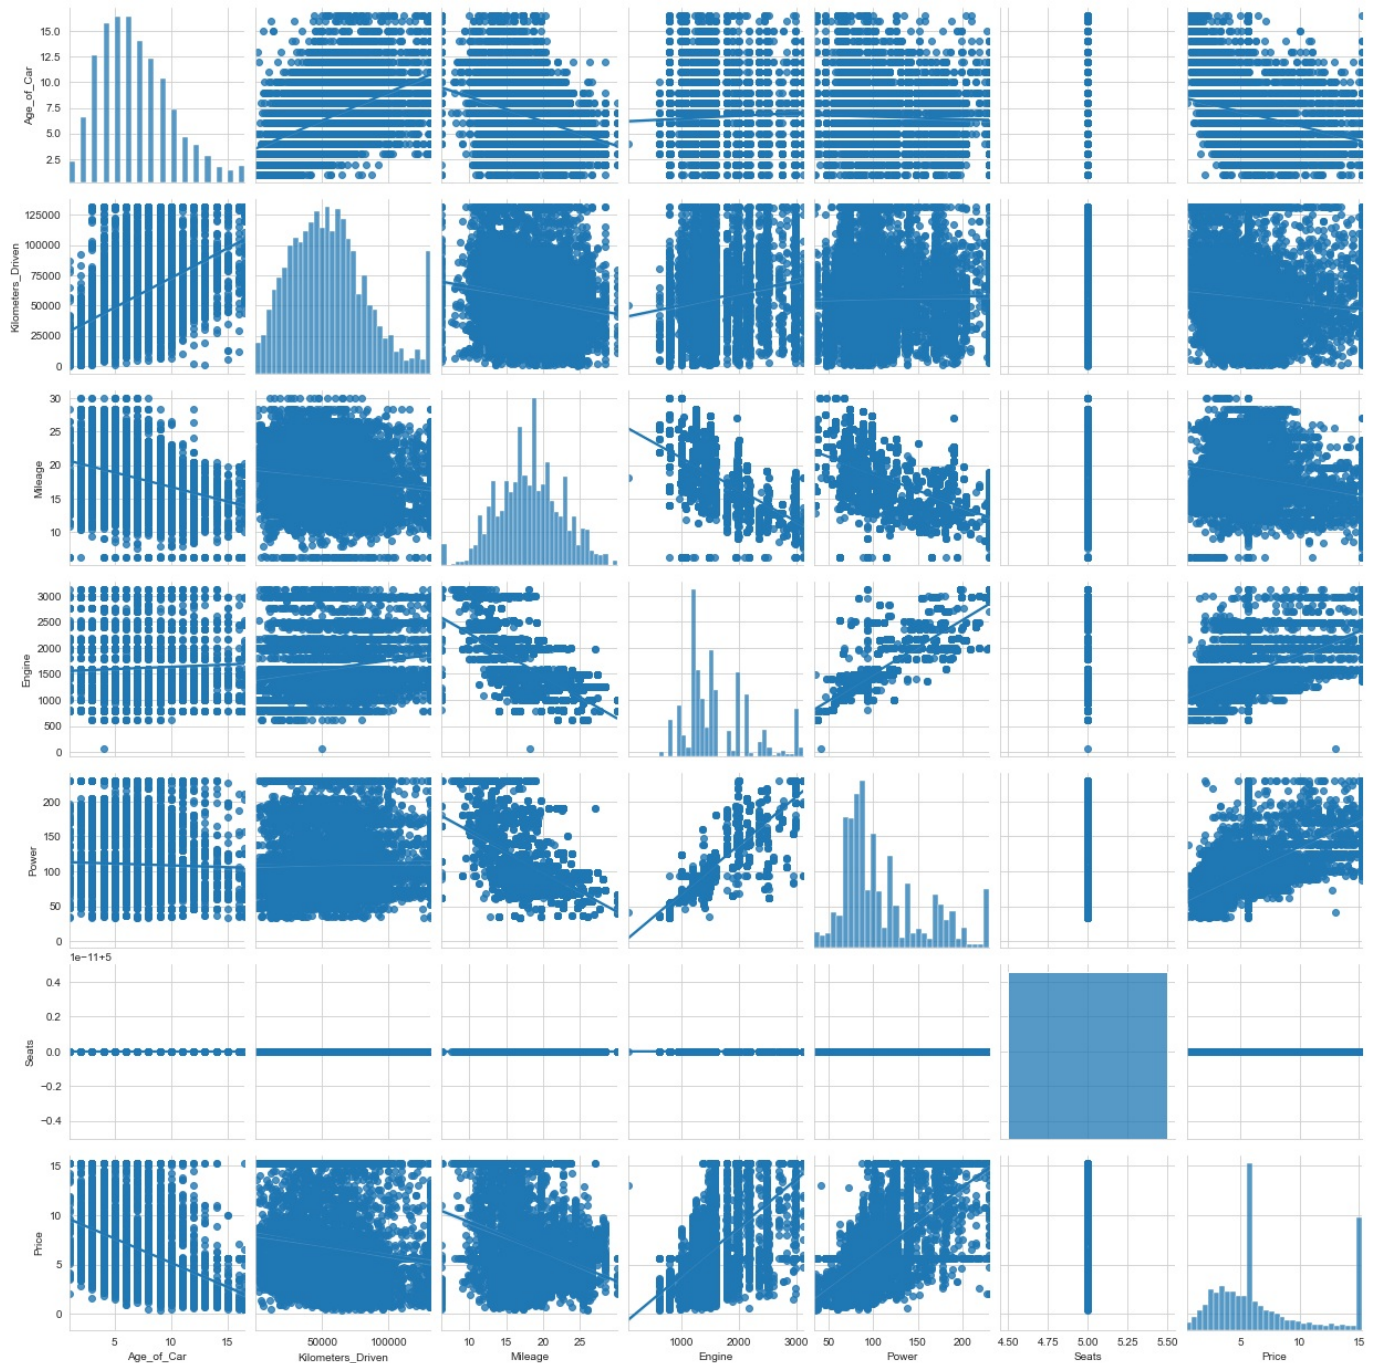 15.0
12.5
10.0
7.5
5.0
2.5
Age_of_Car
125000
100000
75000
50000
25000
0
Kilometers_Driven
30
25
20
15
10
Mileage
3000
2500
2000
1500
1000
500
0
Engine
200
150
100
50
0
Power
1e−11+5
0.4
0.2
0.0
−0.2
−0.4
Seats
15
10
5
0
Price
5 10 15
50000 100000
10 15 20 25
1000 2000 3000
50 100 150 200
4.50 4.75 5.00 5.25 5.50
5 10 15
Age_of_Car Kilometers_Driven Mileage Engine Power Seats Price